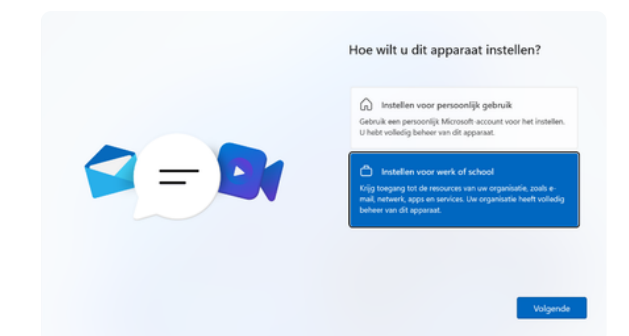 Hoe wilt u dit apparaat instellen?
Instellen voor persoonlijk gebruik
Gebruik een persoonlijk Microsoft-account voor het instellen.
U hebt volledig beheer van dit apparaat.
Instellen voor werk of school
Krijg toegang tot de resources van uw organisatie, zoals e-
mail, netwerk, apps en services. Uw organisatie heeft volledig
beheer van dit apparaat.
Volgende